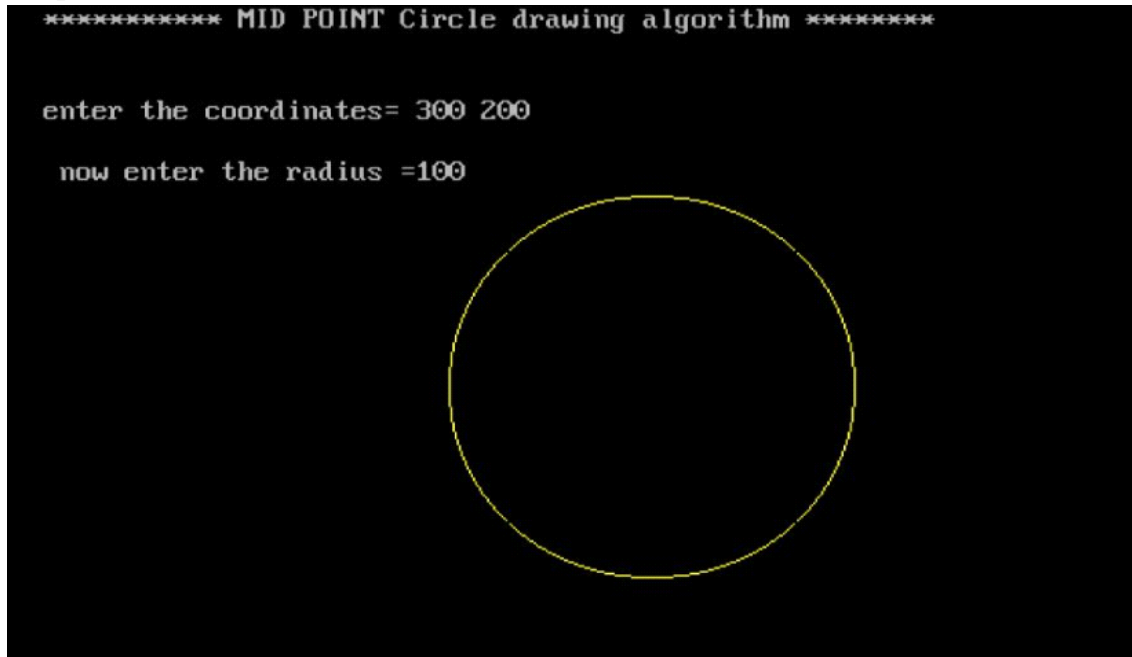 *********** MID POINT Circle drawing algorithm ********
enter the coordinates= 300 200
now enter the radius =100